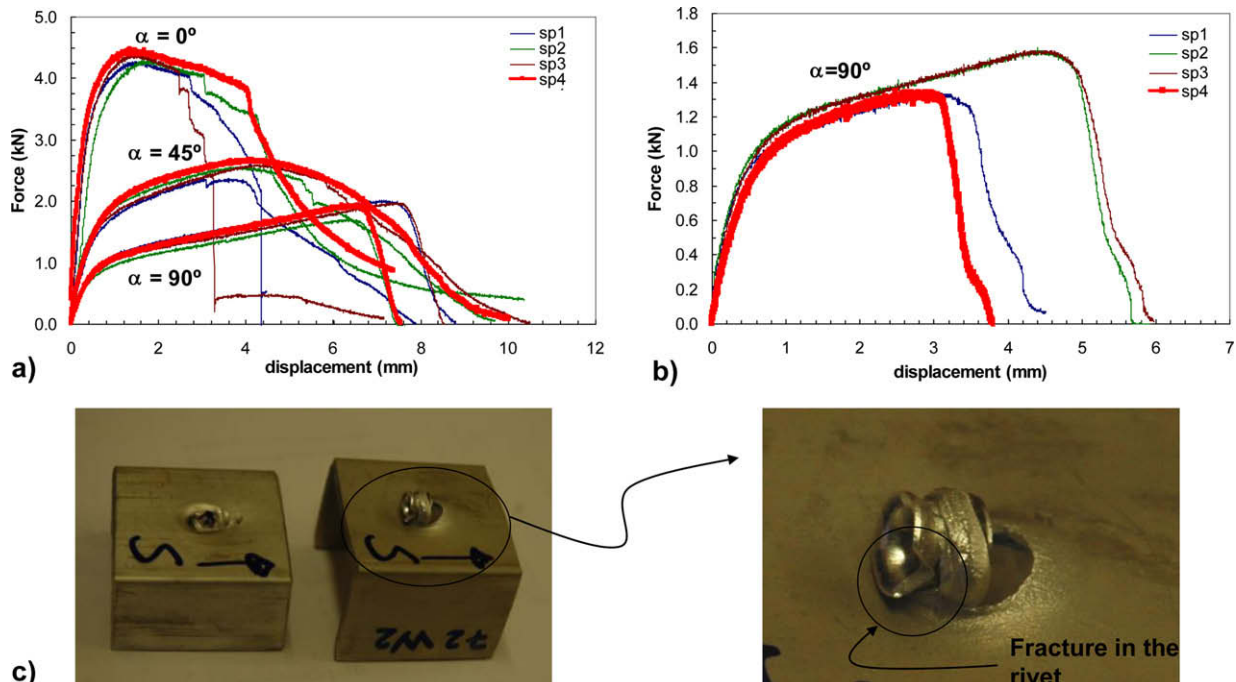 5.0
4.0
3.0
2.0
1.0
0.0
Force (kN)
α = 0º
α = 45º
α = 90º
sp1
sp2
sp3
sp4
0 2 4 6 8 10 12
displacement (mm)
a)
1.8
1.6
1.4
1.2
1.0
0.8
0.6
0.4
0.2
0.0
Force (kN)
α=90º
sp1
sp2
sp3
sp4
0 1 2 3 4 5 6 7
displacement (mm)
b)
72 W2
c)
Fracture in the
rivet